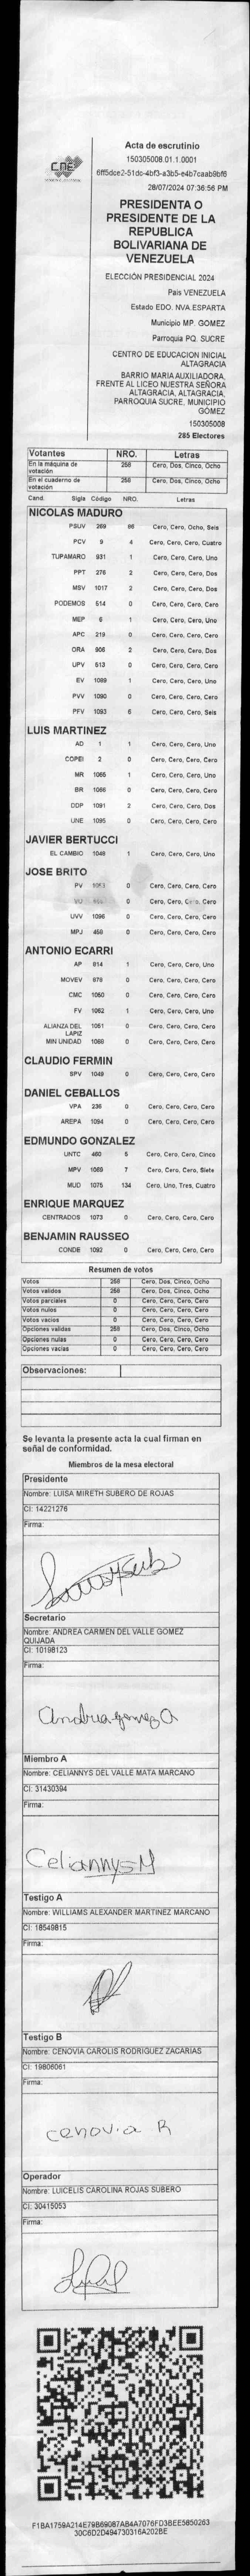 CNE
Acta de escrutinio
150305008.01.1.0001
6ff5dce2-51dc-4bf3-a3b5-e4b7caab9bf6
28/07/2024 07:36:56 PM
PRESIDENTA O
PRESIDENTE DE LA
REPUBLICA
BOLIVARIANA DE
VENEZUELA
ELECCIÓN PRESIDENCIAL 2024
Pais VENEZUELA
Estado EDO. NVA.ESPARTA
Municipio MP. GOMEZ
Parroquia PQ. SUCRE
CENTRO DE EDUCACION INICIAL
ALTAGRACIA
BARRIO MARIA AUXILIADORA,
FRENTE AL LICEO NUESTRA SEÑORA
ALTAGRACIA, ALTAGRACIA,
PARROQUIA SUCRE, MUNICIPIO
GÓMEZ
150305008
285 Electores
Votantes NRO. Letras
En la máquina de votación 258 Cero, Dos, Cinco, Ocho
En el cuaderno de votación 258 Cero, Dos, Cinco, Ocho
Cand. Sigla Código NRO. Letras
NICOLAS MADURO
PSUV 269 86 Cero, Cero, Ocho, Seis
PCV 9 4 Cero, Cero, Cero, Cuatro
TUPAMARO 931 1 Cero, Cero, Cero, Uno
PPT 276 2 Cero, Cero, Cero, Dos
MSV 1017 2 Cero, Cero, Cero, Dos
PODEMOS 514 0 Cero, Cero, Cero, Cero
MEP 6 1 Cero, Cero, Cero, Uno
APC 219 0 Cero, Cero, Cero, Cero
ORA 906 2 Cero, Cero, Cero, Dos
UPV 513 0 Cero, Cero, Cero, Cero
EV 1089 1 Cero, Cero, Cero, Uno
PVV 1090 0 Cero, Cero, Cero, Cero
PFV 1093 6 Cero, Cero, Cero, Seis
LUIS MARTINEZ
AD 1 1 Cero, Cero, Cero, Uno
COPEI 2 0 Cero, Cero, Cero, Cero
MR 1065 1 Cero, Cero, Cero, Uno
BR 1066 0 Cero, Cero, Cero, Cero
DDP 1091 2 Cero, Cero, Cero, Dos
UNE 1095 0 Cero, Cero, Cero, Cero
JAVIER BERTUCCI
EL CAMBIO 1048 1 Cero, Cero, Cero, Uno
JOSE BRITO
PV 1053 0 Cero, Cero, Cero, Cero
0 Cero, Cero, Cero, Cero
UVV 1096 0 Cero, Cero, Cero, Cero
MPJ 459 0 Cero, Cero, Cero, Cero
ANTONIO ECARRI
AP 814 1 Cero, Cero, Cero, Uno
MOVEV 878 0 Cero, Cero, Cero, Cero
CMC 1050 0 Cero, Cero, Cero, Cero
FV 1052 1 Cero, Cero, Cero, Uno
ALIANZA DEL LAPIZ 1051 0 Cero, Cero, Cero, Cero
MIN UNIDAD 1068 0 Cero, Cero, Cero, Cero
CLAUDIO FERMIN
SPV 1049 0 Cero, Cero, Cero, Cero
DANIEL CEBALLOS
VPA 236 0 Cero, Cero, Cero, Cero
AREPA 1094 0 Cero, Cero, Cero, Cero
EDMUNDO GONZALEZ
UNTC 460 5 Cero, Cero, Cero, Cinco
MPV 1069 7 Cero, Cero, Cero, Siete
MUD 1075 134 Cero, Uno, Tres, Cuatro
ENRIQUE MARQUEZ
CENTRADOS 1073 0 Cero, Cero, Cero, Cero
BENJAMIN RAUSSEO
CONDE 1092 0 Cero, Cero, Cero, Cero
Resumen de votos
Votos 258 Cero, Dos, Cinco, Ocho
Votos validos 258 Cero, Dos, Cinco, Ocho
Votos parciales 0 Cero, Cero, Cero, Cero
Votos nulos 0 Cero, Cero, Cero, Cero
Votos vacios 0 Cero, Cero, Cero, Cero
Opciones validas 258 Cero, Dos, Cinco, Ocho
Opciones nulas 0 Cero, Cero, Cero, Cero
Opciones vacias 0 Cero, Cero, Cero, Cero
Observaciones:
Se levanta la presente acta la cual firman en
señal de conformidad.
Miembros de la mesa electoral
Presidente
Nombre: LUISA MIRETH SUBERO DE ROJAS
CI: 14221276
Firma:
Secretario
Nombre: ANDREA CARMEN DEL VALLE GOMEZ
QUIJADA
CI: 10198123
Firma:
Andreagomez Q
Miembro A
Nombre: CELIANNYS DEL VALLE MATA MARCANO
CI: 31430394
Firma:
Celiannys M
Testigo A
Nombre: WILLIAMS ALEXANDER MARTINEZ MARCANO
CI: 18549815
Firma:
Testigo B
Nombre: CENOVIA CAROLIS RODRIGUEZ ZACARIAS
CI: 19806061
Firma:
cenovia R
Operador
Nombre: LUICELIS CAROLINA ROJAS SUBERO
CI: 30415053
Firma:
F1BA1759A214E79B69087AB4A7076FD3BEE5850263
30C6D2D494730316A202BE